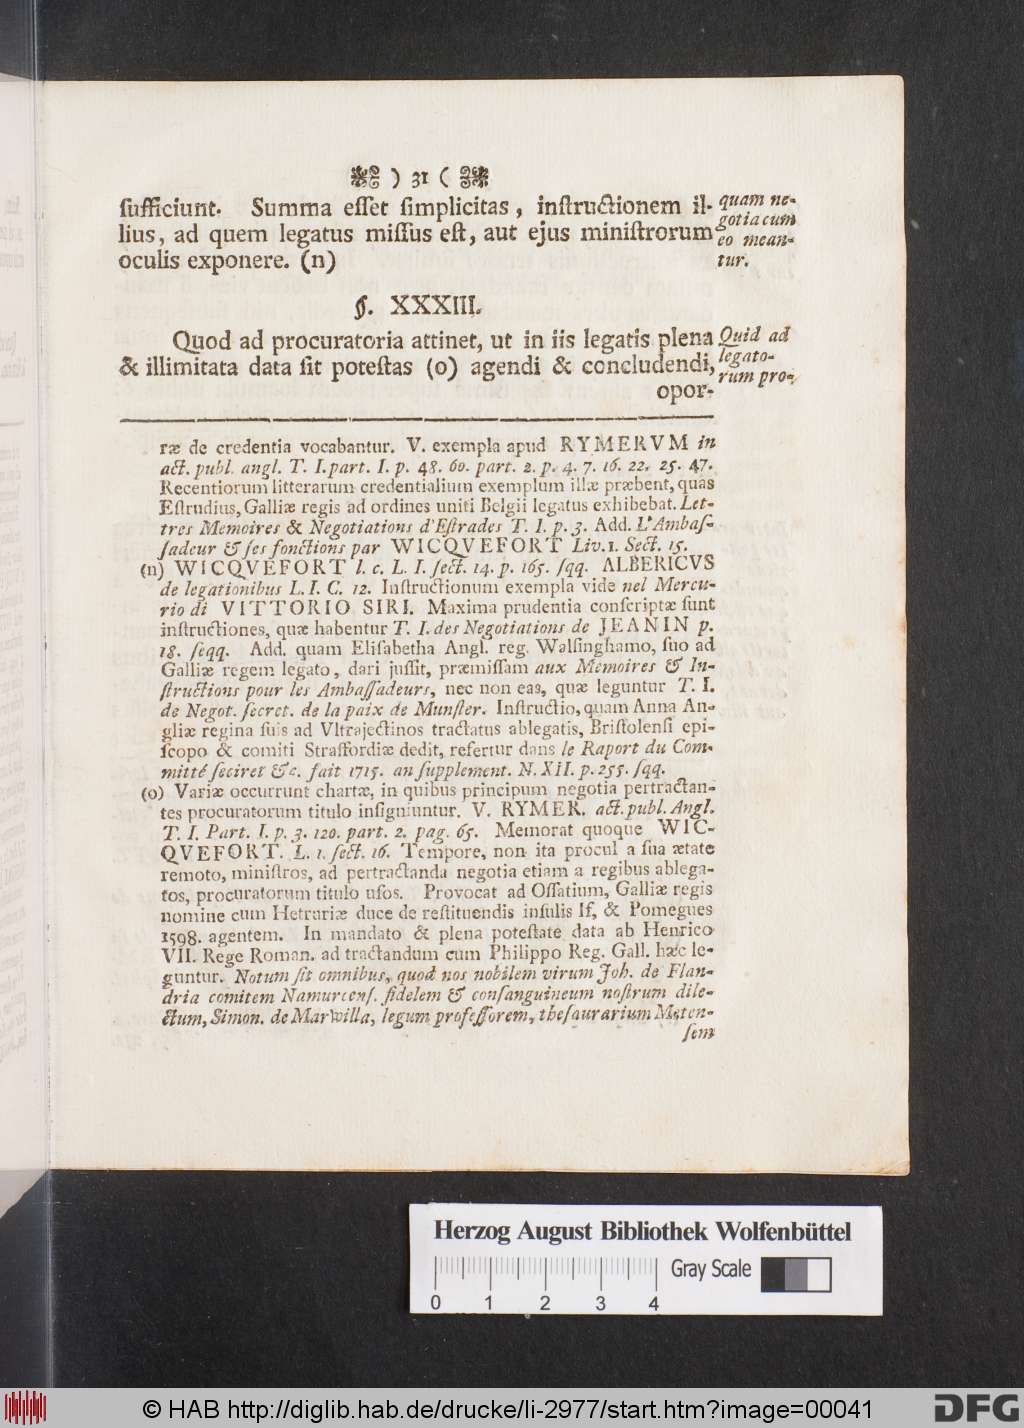 ) 31 (
ſufficiunt. Summa eſſet ſimplicitas, inſtructionem il-
lius, ad quem legatus miſſus eſt, aut ejus miniſtrorum
oculis exponere. (n)
quam ne-
gotia cum
eo mean-
tur.
§. XXXIII.
Quod ad procuratoria attinet, ut in iis legatis plena
& illimitata data ſit poteſtas (o) agendi & concludendi,
opor-
Quid ad
legato-
rum pro-
ræ de credentia vocabantur. V. exempla apud RYMERVM in
act. publ. angl. T. I. part. I. p. 48. 60. part. 2. p. 4. 7. 16. 22. 25. 47.
Recentiorum litterarum credentialium exemplum illæ præbent, quas
Eſtrudius, Galliæ regis ad ordines uniti Belgii legatus exhibebat. Let-
tres Memoires & Negotiations d'Eſtrades T. I. p. 3. Add. L'Ambaſ-
ſadeur & ſes fonctions par WICQVEFORT Liv. 1. Sect. 15.
(n) WICQVEFORT l. c. L. I. ſect. 14. p. 165. ſqq. ALBERICVS
de legationibus L. I. C. 12. Inſtructionum exempla vide nel Mercu-
rio di VITTORIO SIRI. Maxima prudentia conſcriptæ ſunt
inſtructiones, quæ habentur T. I. des Negotiations de JEANIN p.
18. ſeqq. Add. quam Eliſabetha Angl. reg. Walſinghamo, ſuo ad
Galliæ regem legato, dari juſſit, præmiſſam aux Memoires & In-
ſtructions pour les Ambaſſadeurs, nec non eas, quæ leguntur T. I.
de Negot. ſecret. de la paix de Munſter. Inſtructio, quam Anna An-
gliæ regina ſuis ad Vltrajectinos tractatus ablegatis, Briſtolenſi epi-
ſcopo & comiti Straffordiæ dedit, refertur dans le Raport du Com-
mitté ſeciret &c. fait 1715. an ſupplement. N. XII. p. 255. ſqq.
(o) Variæ occurrunt chartæ, in quibus principum negotia pertractan-
tes procuratorum titulo inſigniuntur. V. RYMER. act. publ. Angl.
T. I. Part. I. p. 3. 120. part. 2. pag. 65. Memorat quoque WIC-
QVEFORT. L. 1. ſect. 16. Tempore, non ita procul a ſua ætate
remoto, miniſtros, ad pertractanda negotia etiam a regibus ablega-
tos, procuratorum titulo uſos. Provocat ad Oſſatium, Galliæ regis
nomine cum Hetruriæ duce de reſtituendis inſulis If, & Pomegues
1598. agentem. In mandato & plena poteſtate data ab Henrico
VII. Rege Roman. ad tractandum cum Philippo Reg. Gall. hæc le-
guntur. Notum ſit omnibus, quod nos nobilem virum Joh. de Flan-
dria comitem Namurcenſ. fidelem & conſanguineum noſtrum dile-
ctum, Simon. de Marwilla, legum profeſſorem, theſaurarium Meten-
ſem
Herzog August Bibliothek Wolfenbüttel
Gray Scale
0 1 2 3 4
© HAB http://diglib.hab.de/drucke/li-2977/start.htm?image=00041
DFG